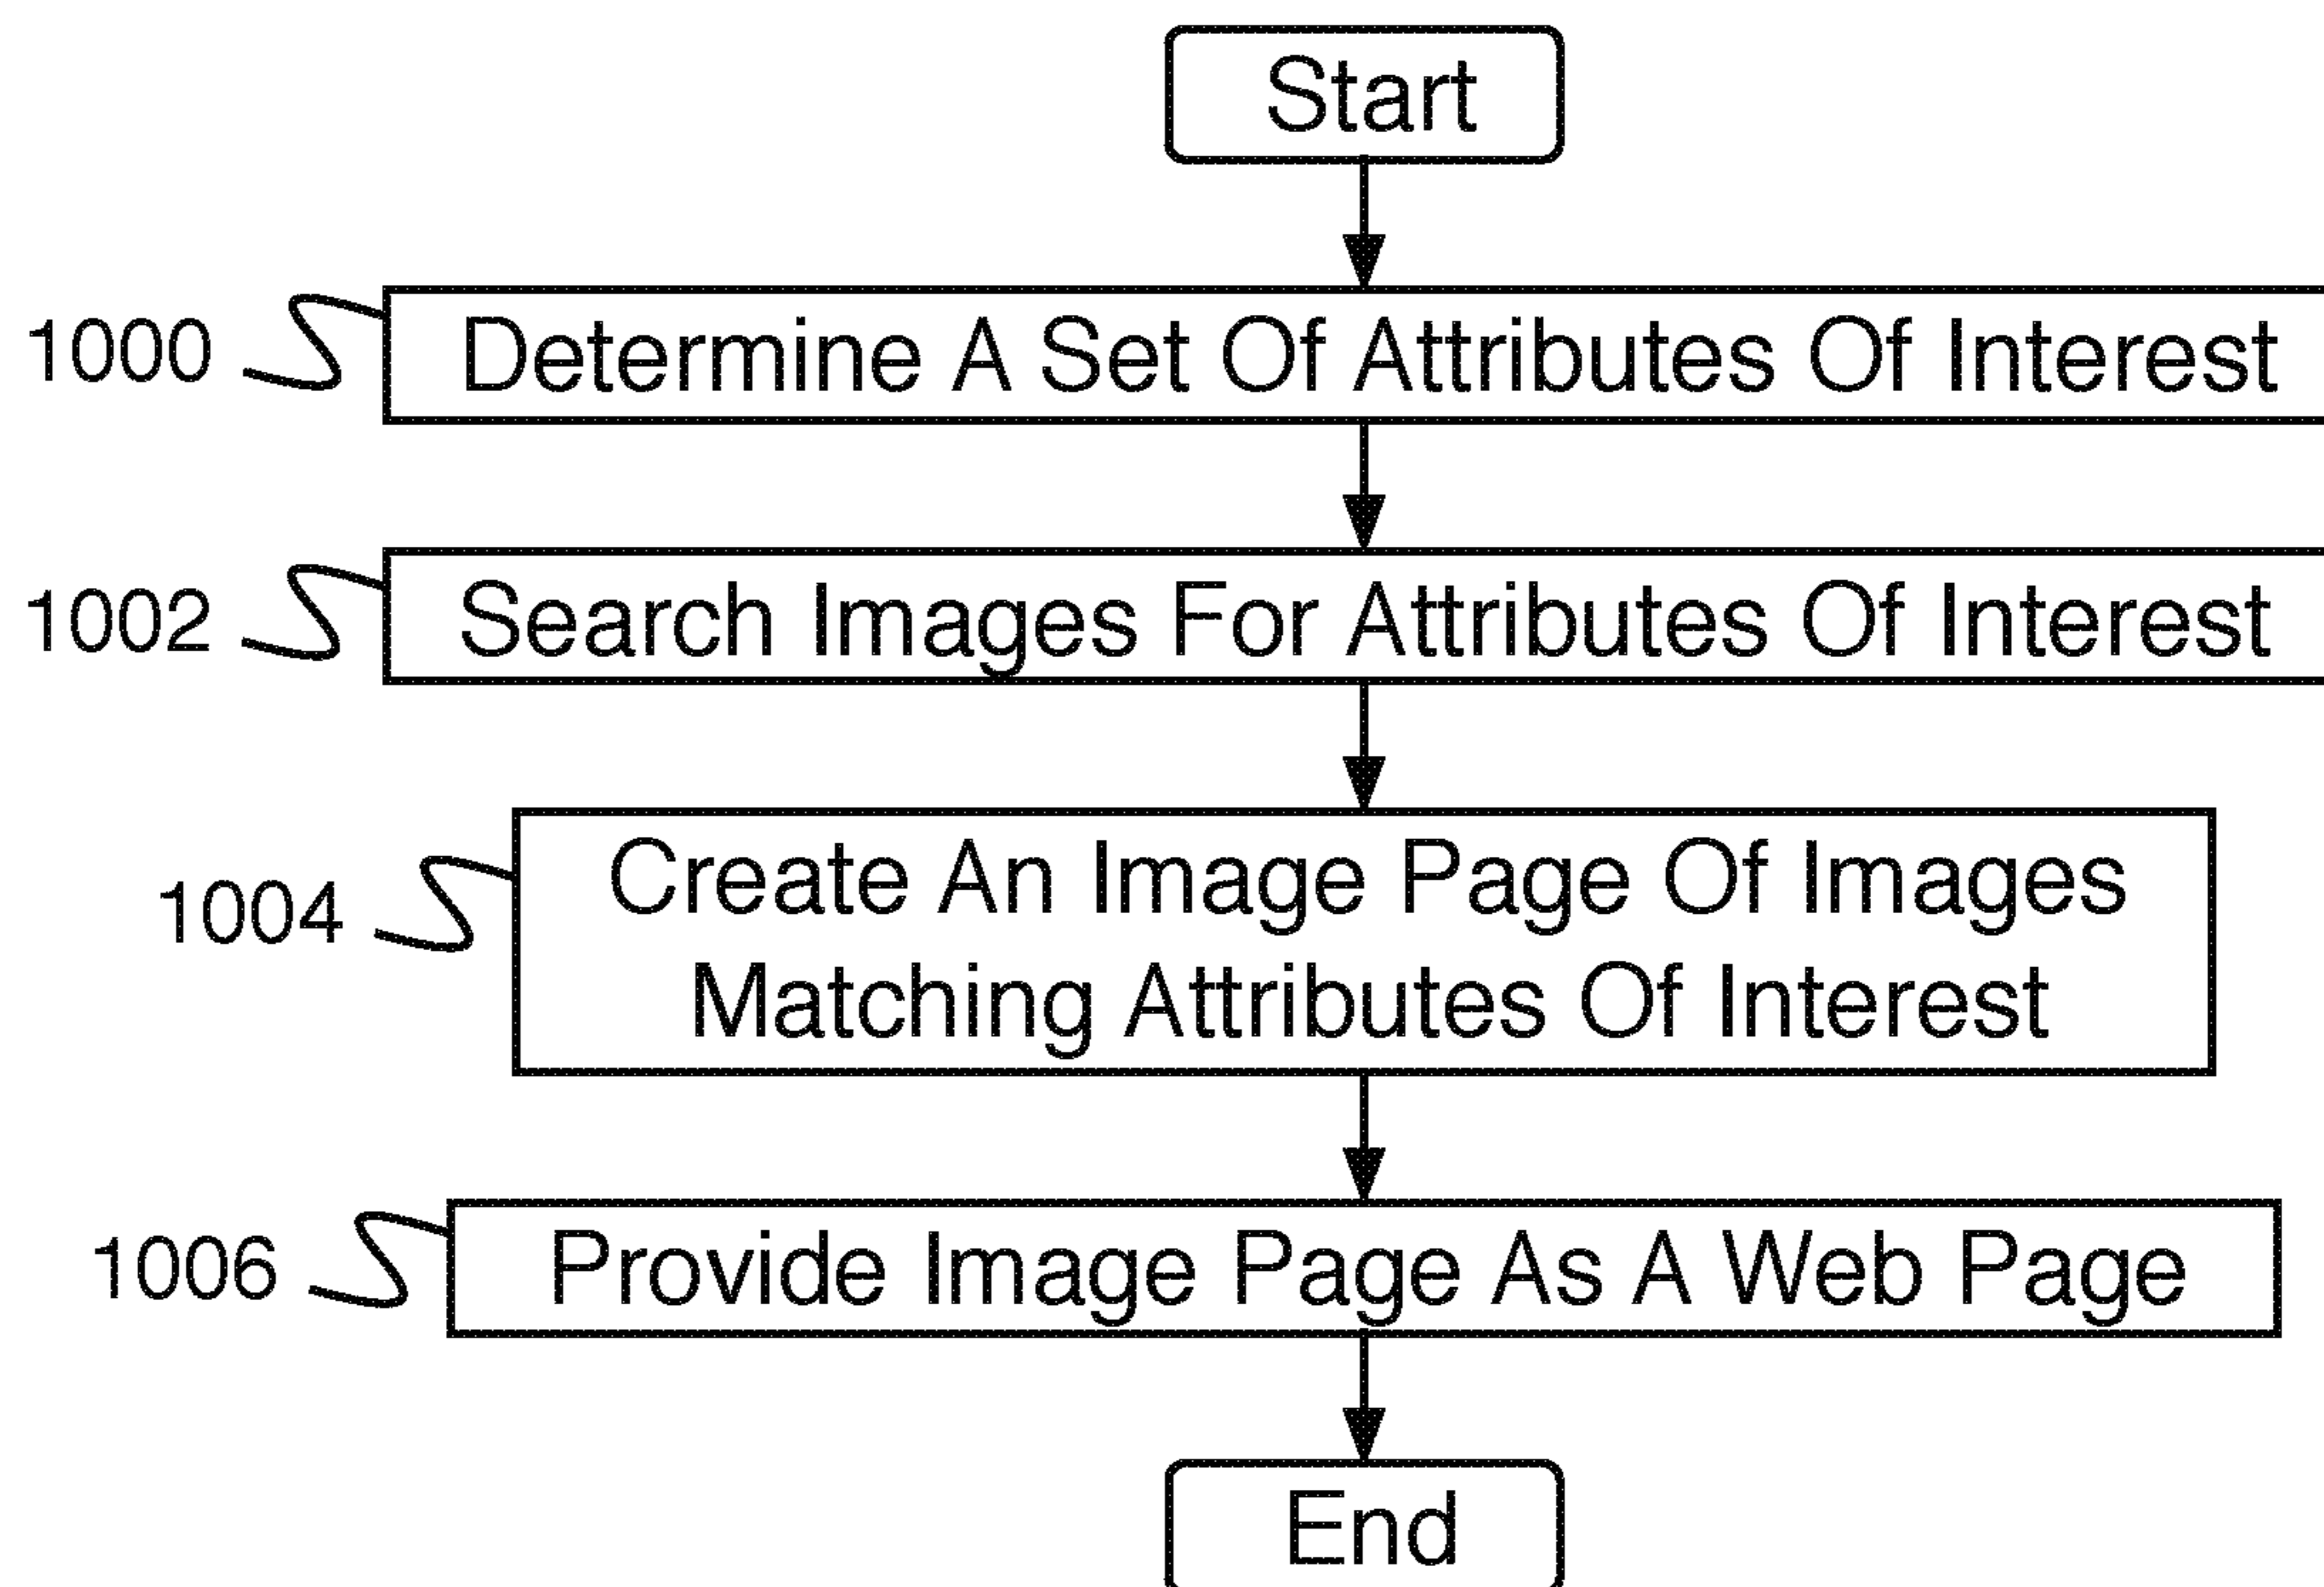 Start
1000 Determine A Set Of Attributes Of Interest
1002 Search Images For Attributes Of Interest
Create An Image Page Of Images
1004
Matching Attributes Of Interest
1006 Provide Image Page As A Web Page
End